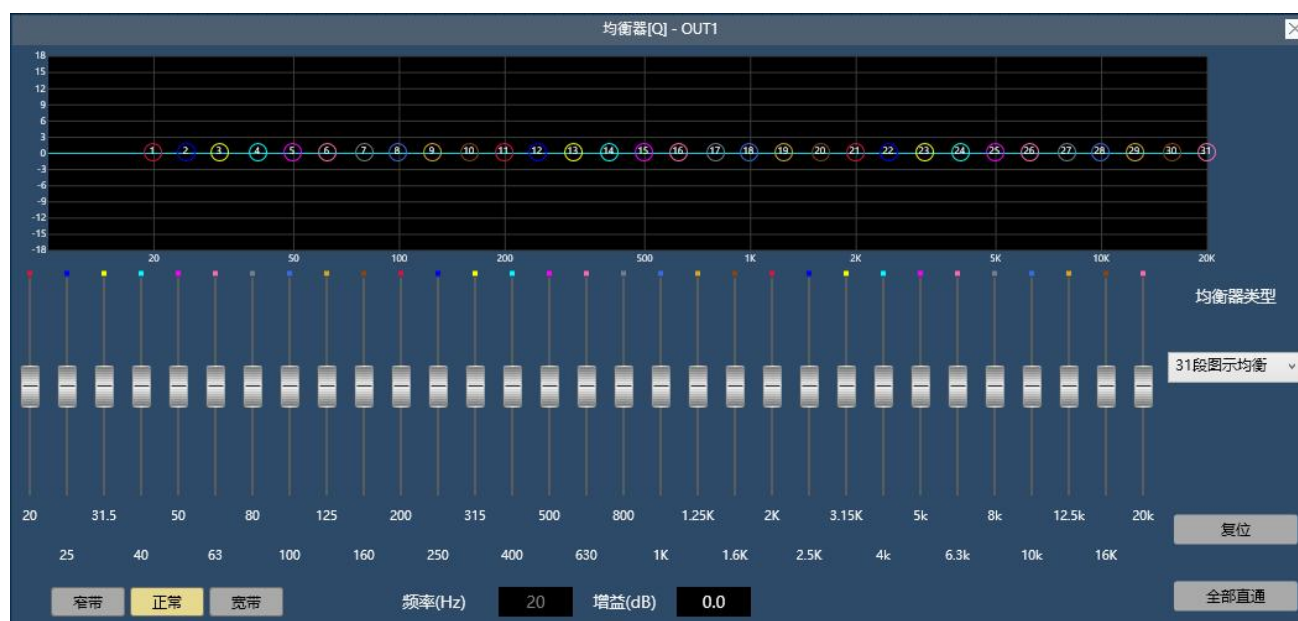 均衡器[Q] - OUT1
18
15
12
9
6
3
0
-3
-6
-9
-12
-15
-18
1 2 3 4 5 6 7 8 9 10 11 12 13 14 15 16 17 18 19 20 21 22 23 24 25 26 27 28 29 30 31
20 50 100 200 500 1K 2K 5K 10K 20K
均衡器类型
31段图示均衡
20 31.5 50 80 125 200 315 500 800 1.25K 2K 3.15K 5k 8k 12.5k 20k
复位
25 40 63 100 160 250 400 630 1K 1.6K 2.5K 4k 6.3k 10k 16K
窄带 正常 宽带 频率(Hz) 20 增益(dB) 0.0 全部直通